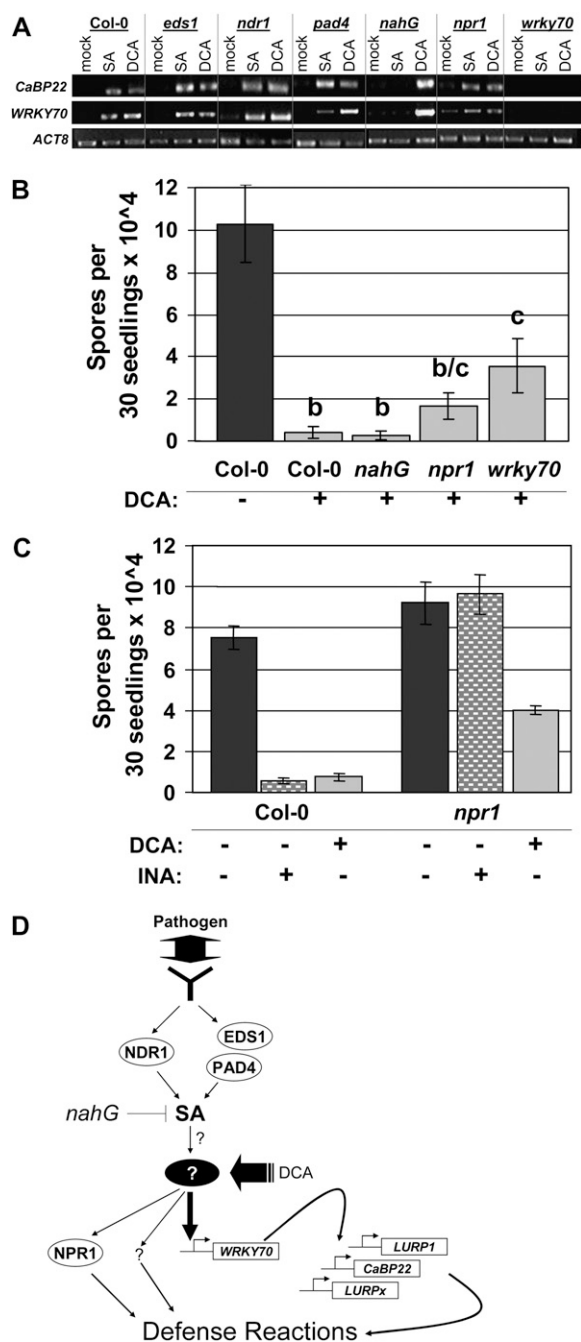 A
Col-0 eds1 ndr1 pad4 nahG npr1 wrky70
mock SA DCA mock SA DCA mock SA DCA mock SA DCA mock SA DCA mock SA DCA mock SA DCA
CaBP22
WRKY70
ACT8
B
Spores per
30 seedlings x 10^4
12
10
8
6
4
2
0
b b b/c c
Col-0 Col-0 nahG npr1 wrky70
DCA: - + + + +
C
Spores per
30 seedlings x 10^4
12
10
8
6
4
2
0
Col-0 npr1
DCA: - - + - - +
INA: - + - - + -
D
Pathogen
NDR1
EDS1
PAD4
nahG
SA
?
?
DCA
NPR1
?
WRKY70
LURP1
CaBP22
LURPx
Defense Reactions